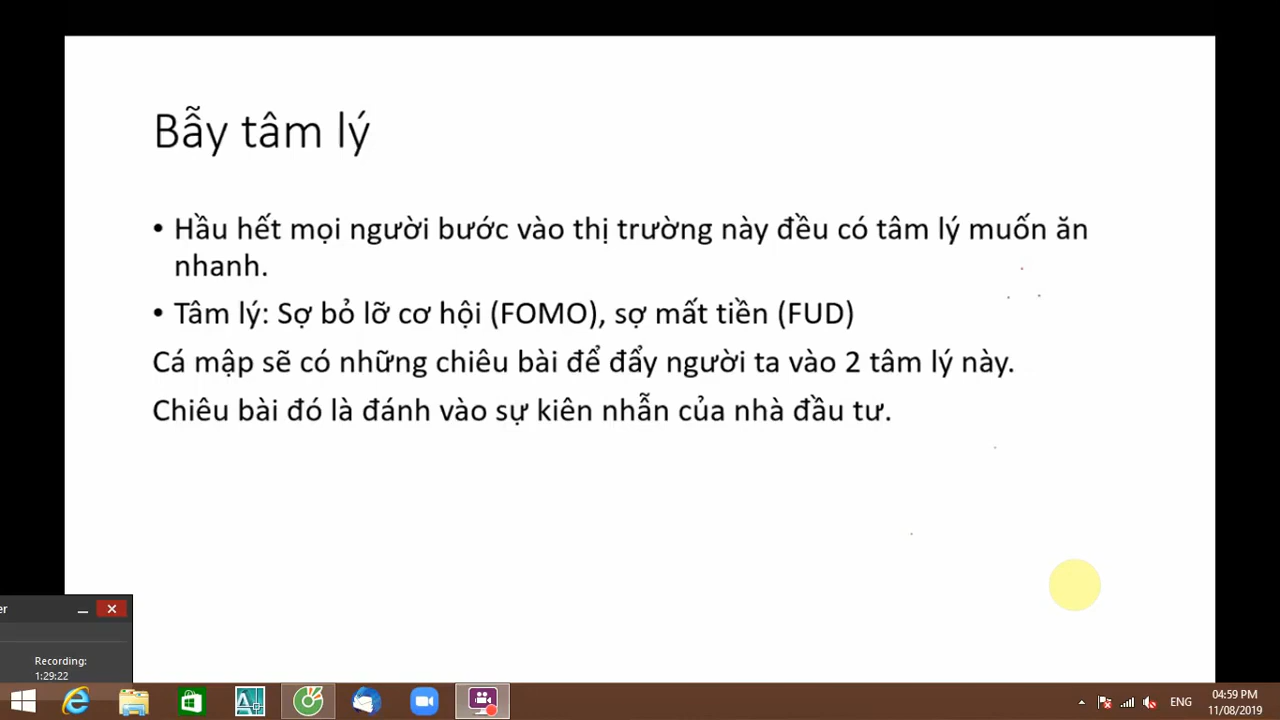 Bẫy tâm lý
• Hầu hết mọi người bước vào thị trường này đều có tâm lý muốn ăn
nhanh.
• Tâm lý: Sợ bỏ lỡ cơ hội (FOMO), sợ mất tiền (FUD)
Cá mập sẽ có những chiêu bài để đẩy người ta vào 2 tâm lý này.
Chiêu bài đó là đánh vào sự kiên nhẫn của nhà đầu tư.
er
Recording:
1:29:22
ENG
04:59 PM
11/08/2019